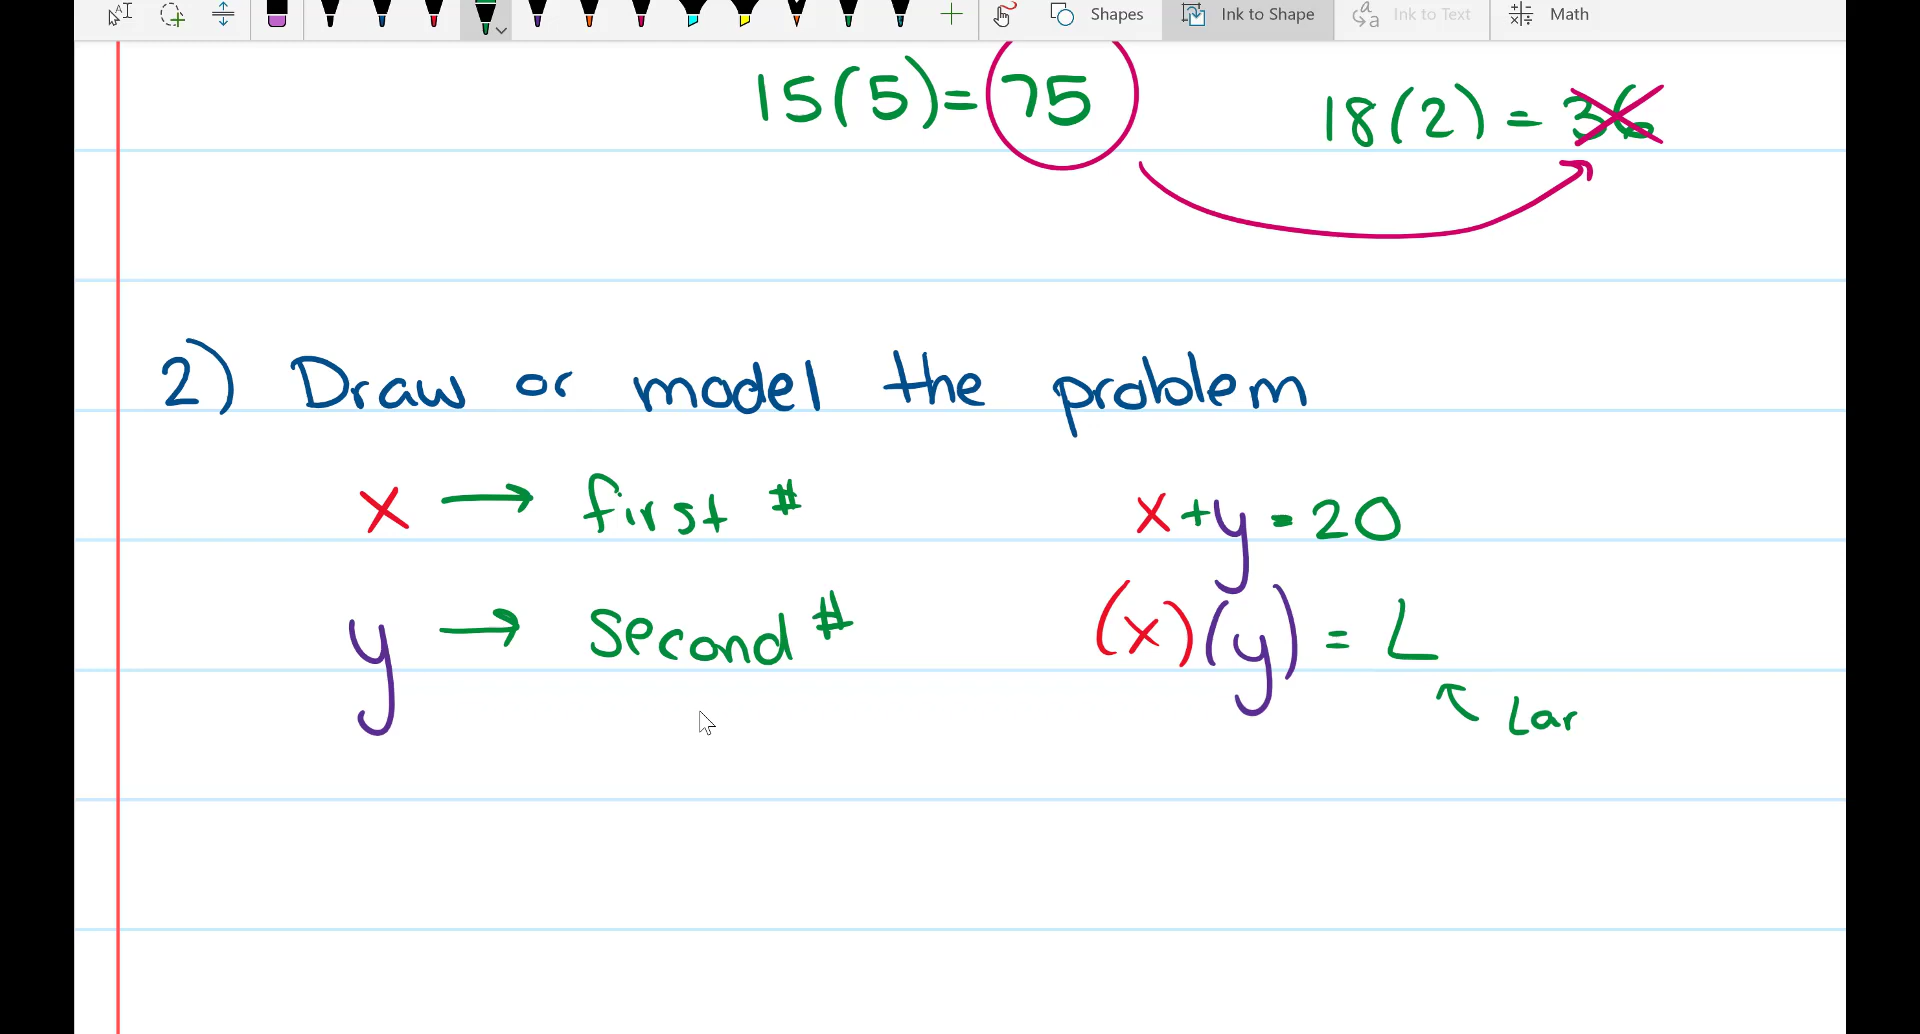 Shapes Ink to Shape Ink to Text Math
15(5)=75
18(2)=36
2) Draw or model the problem
x → first # x+y=20
y → Second # (x)(y) = L
Lar